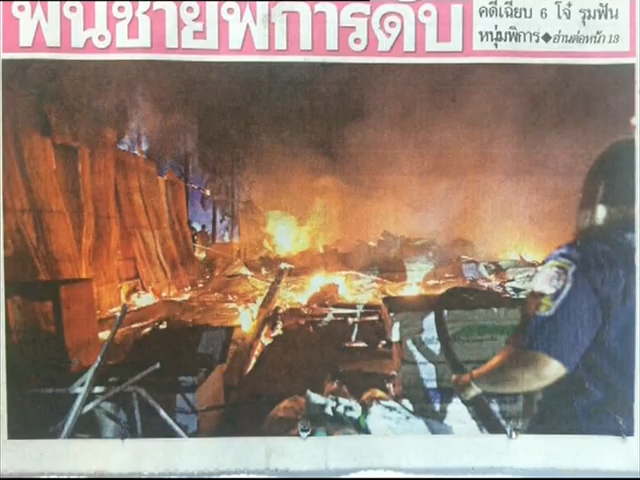 ฟันชายพิการดับ
คดีเฉียบ 6 โจ๋ รุมฟัน
หนุ่มพิการ◆อ่านต่อหน้า 13